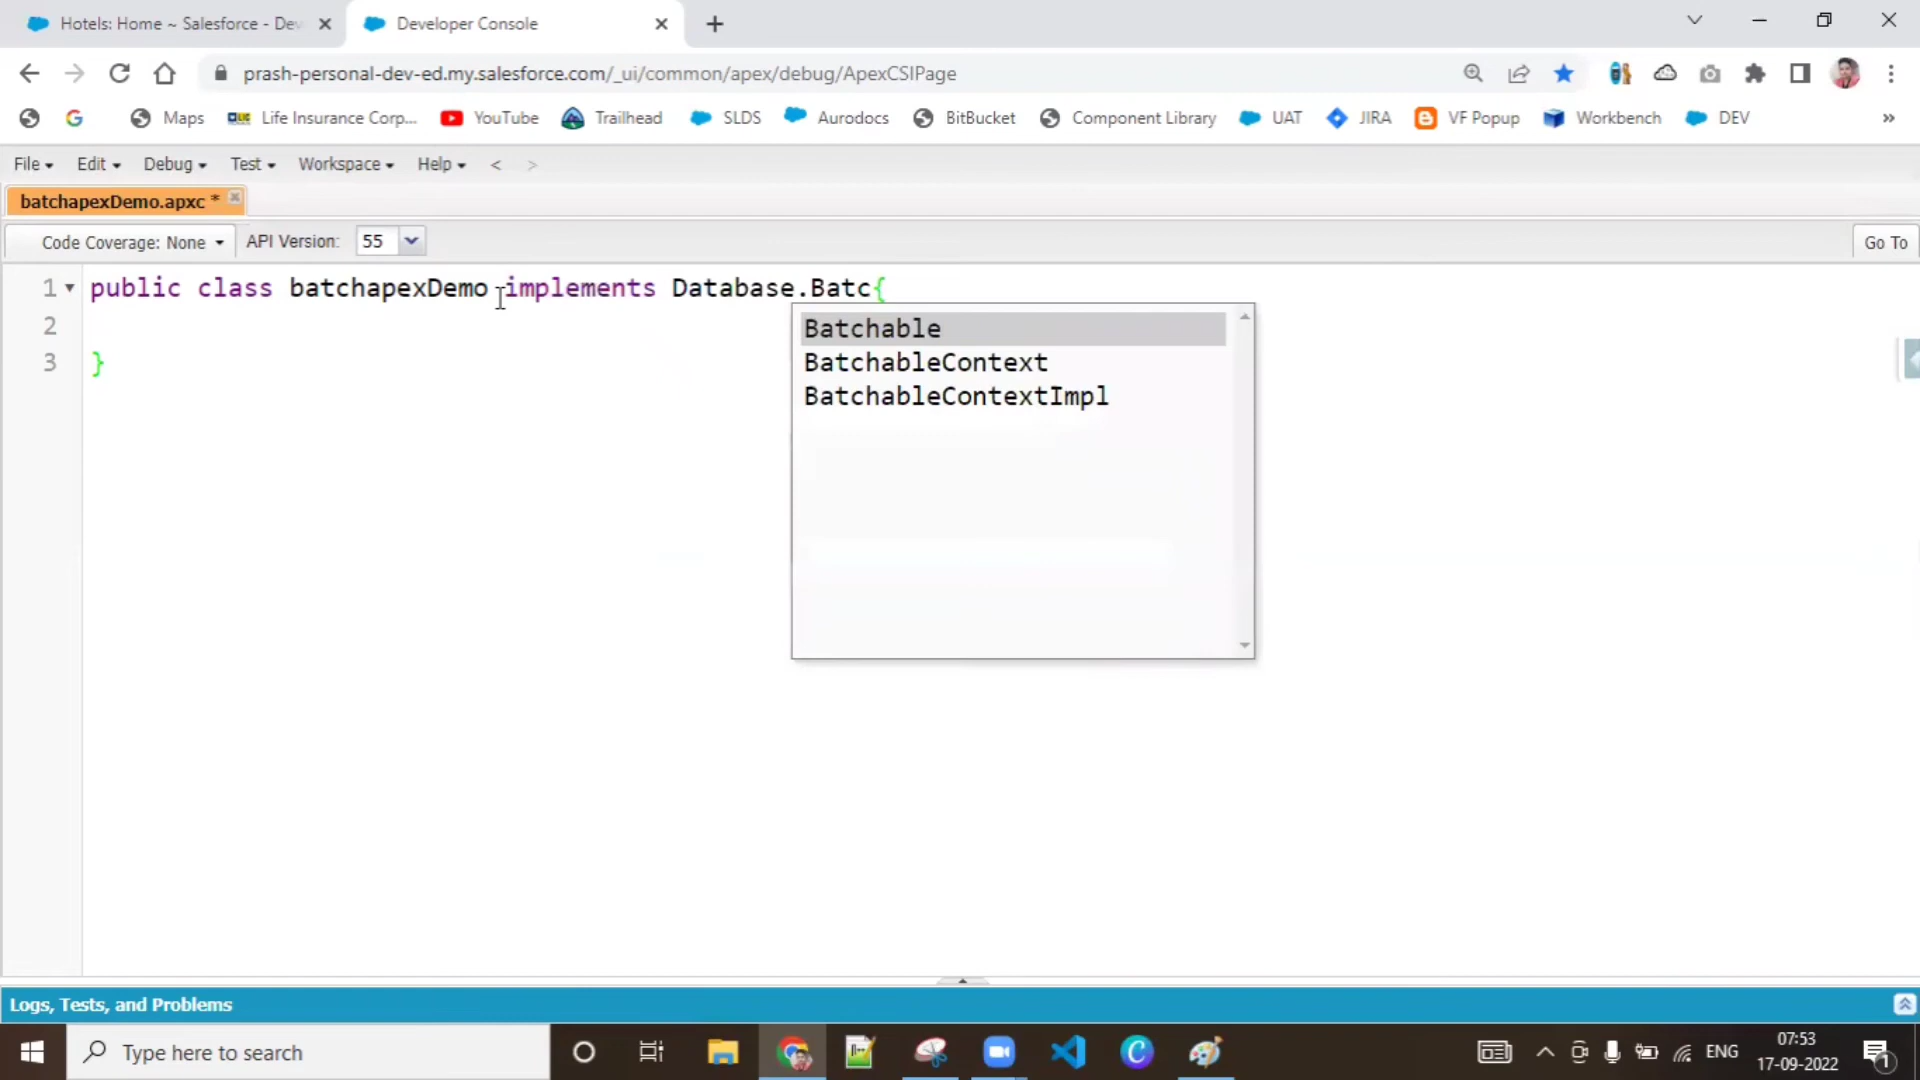 Hotels: Home ~ Salesforce - Dev
Developer Console
prash-personal-dev-ed.my.salesforce.com/_ui/common/apex/debug/ApexCSIPage
Maps
Life Insurance Corp...
YouTube
Trailhead
SLDS
Aurodocs
BitBucket
Component Library
UAT
JIRA
VF Popup
Workbench
DEV
»
File Edit Debug Test Workspace Help < >
batchapexDemo.apxc *
Code Coverage: None API Version: 55 Go To
1 public class batchapexDemo implements Database.Batc{
2
3 }
Batchable
BatchableContext
BatchableContextImpl
Logs, Tests, and Problems
Type here to search
ENG
07:53
17-09-2022
1